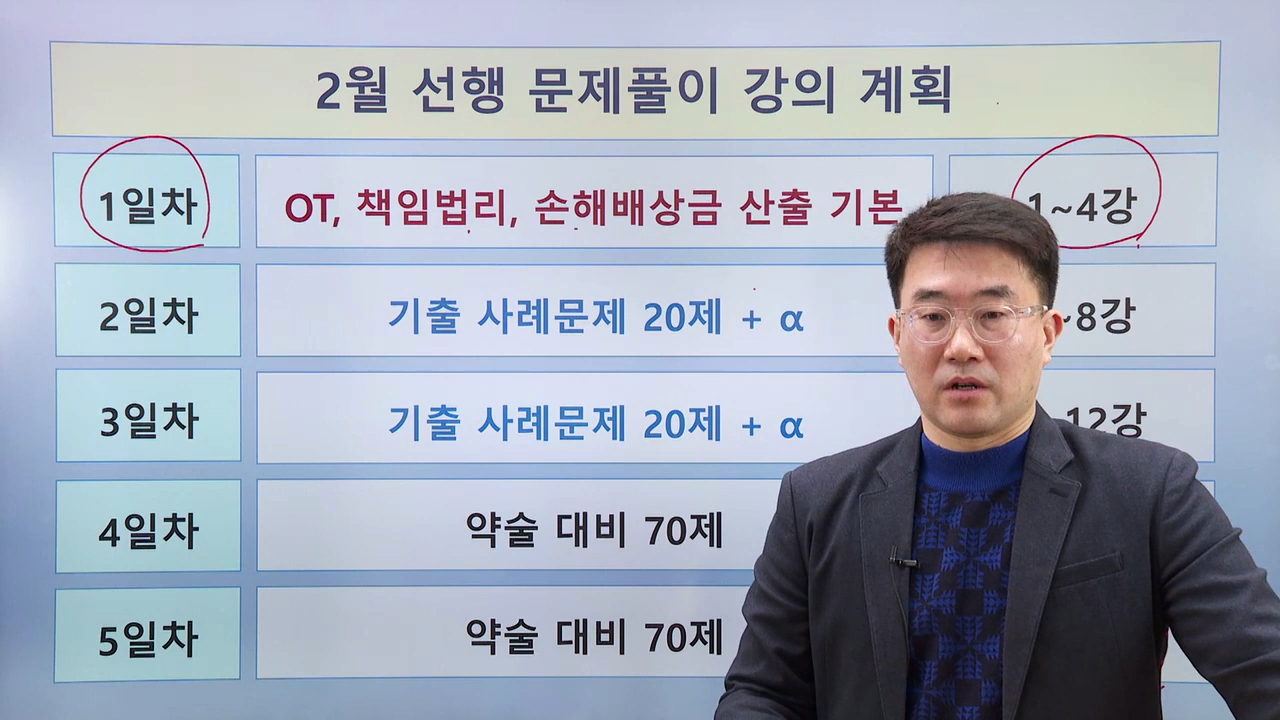 2월 선행 문제풀이 강의 계획
1일차 OT, 책임법리, 손해배상금 산출 기본 1~4강
2일차 기출 사례문제 20제 + α ~8강
3일차 기출 사례문제 20제 + α 12강
4일차 약술 대비 70제
5일차 약술 대비 70제